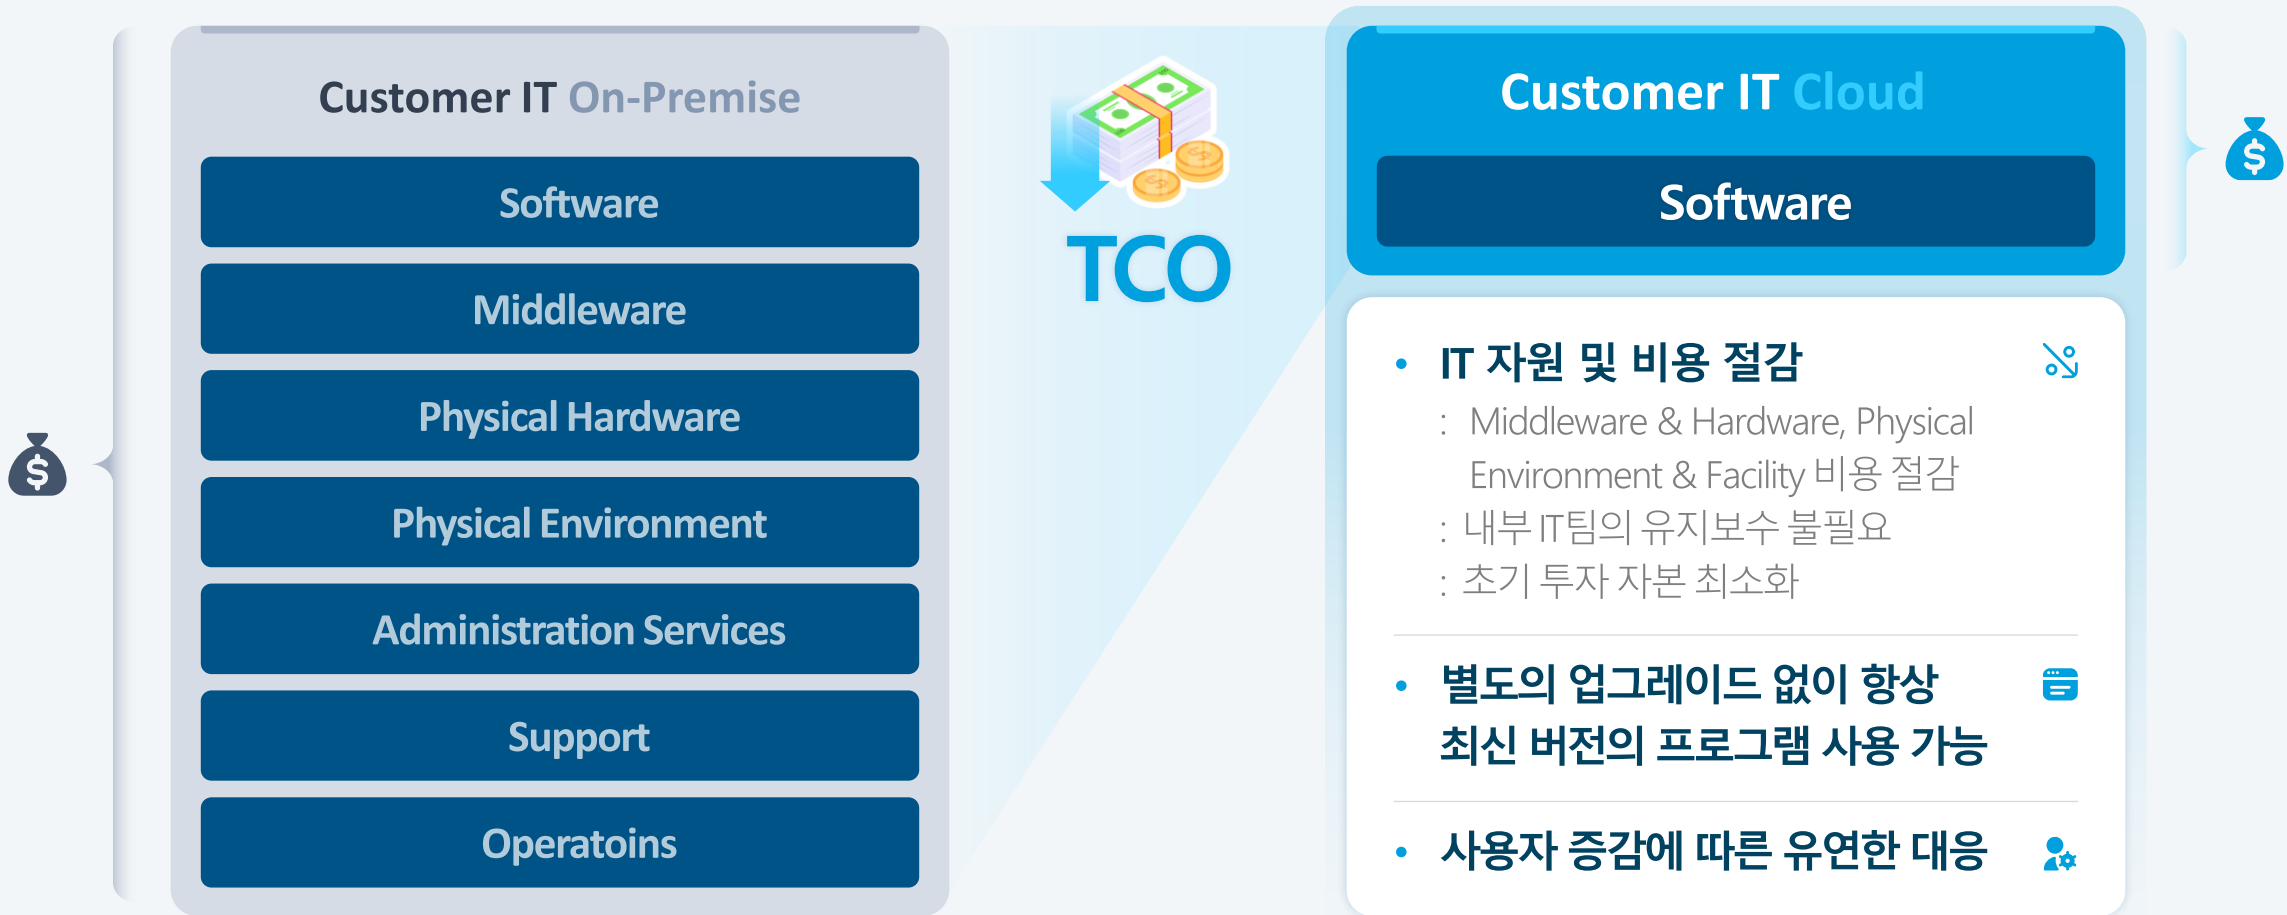 Customer IT On-Premise
Software
Middleware
Physical Hardware
Physical Environment
Administration Services
Support
Operatoins
TCO
Customer IT Cloud
Software
• IT 자원 및 비용 절감
: Middleware & Hardware, Physical
Environment & Facility 비용 절감
: 내부 IT팀의 유지보수 불필요
: 초기 투자 자본 최소화
• 별도의 업그레이드 없이 항상
최신 버전의 프로그램 사용 가능
• 사용자 증감에 따른 유연한 대응